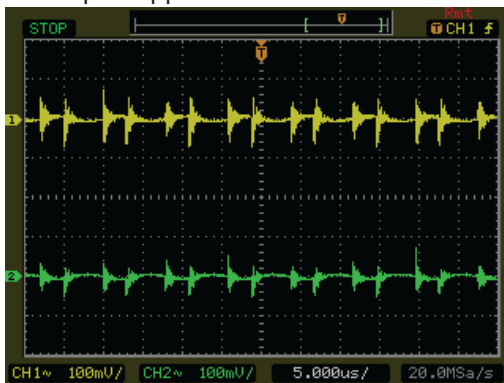 Rmt
STOP T T CH1
T
1
2
CH1~ 100mV/ CH2~ 100mV/ 5.000us/ 20.0MSa/s